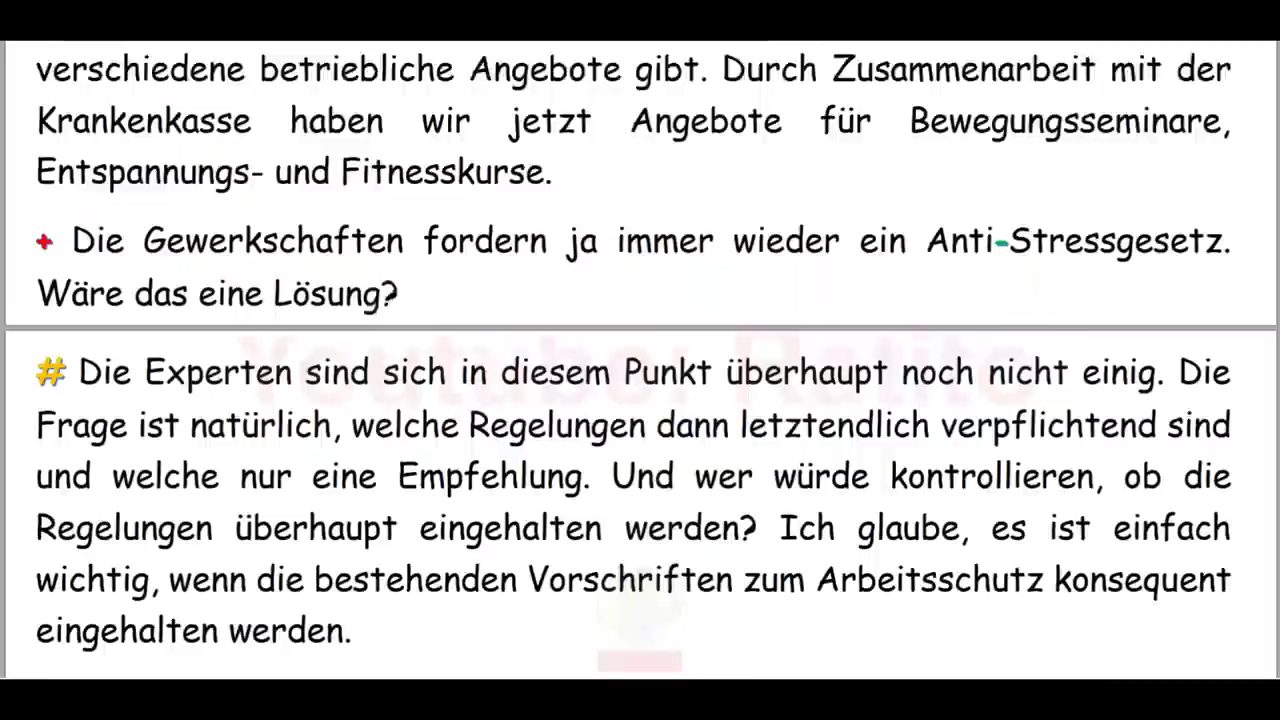 verschiedene betriebliche Angebote gibt. Durch Zusammenarbeit mit der
Krankenkasse haben wir jetzt Angebote für Bewegungsseminare,
Entspannungs- und Fitnesskurse.
+ Die Gewerkschaften fordern ja immer wieder ein Anti-Stressgesetz.
Wäre das eine Lösung?
# Die Experten sind sich in diesem Punkt überhaupt noch nicht einig. Die
Frage ist natürlich, welche Regelungen dann letztendlich verpflichtend sind
und welche nur eine Empfehlung. Und wer würde kontrollieren, ob die
Regelungen überhaupt eingehalten werden? Ich glaube, es ist einfach
wichtig, wenn die bestehenden Vorschriften zum Arbeitsschutz konsequent
eingehalten werden.